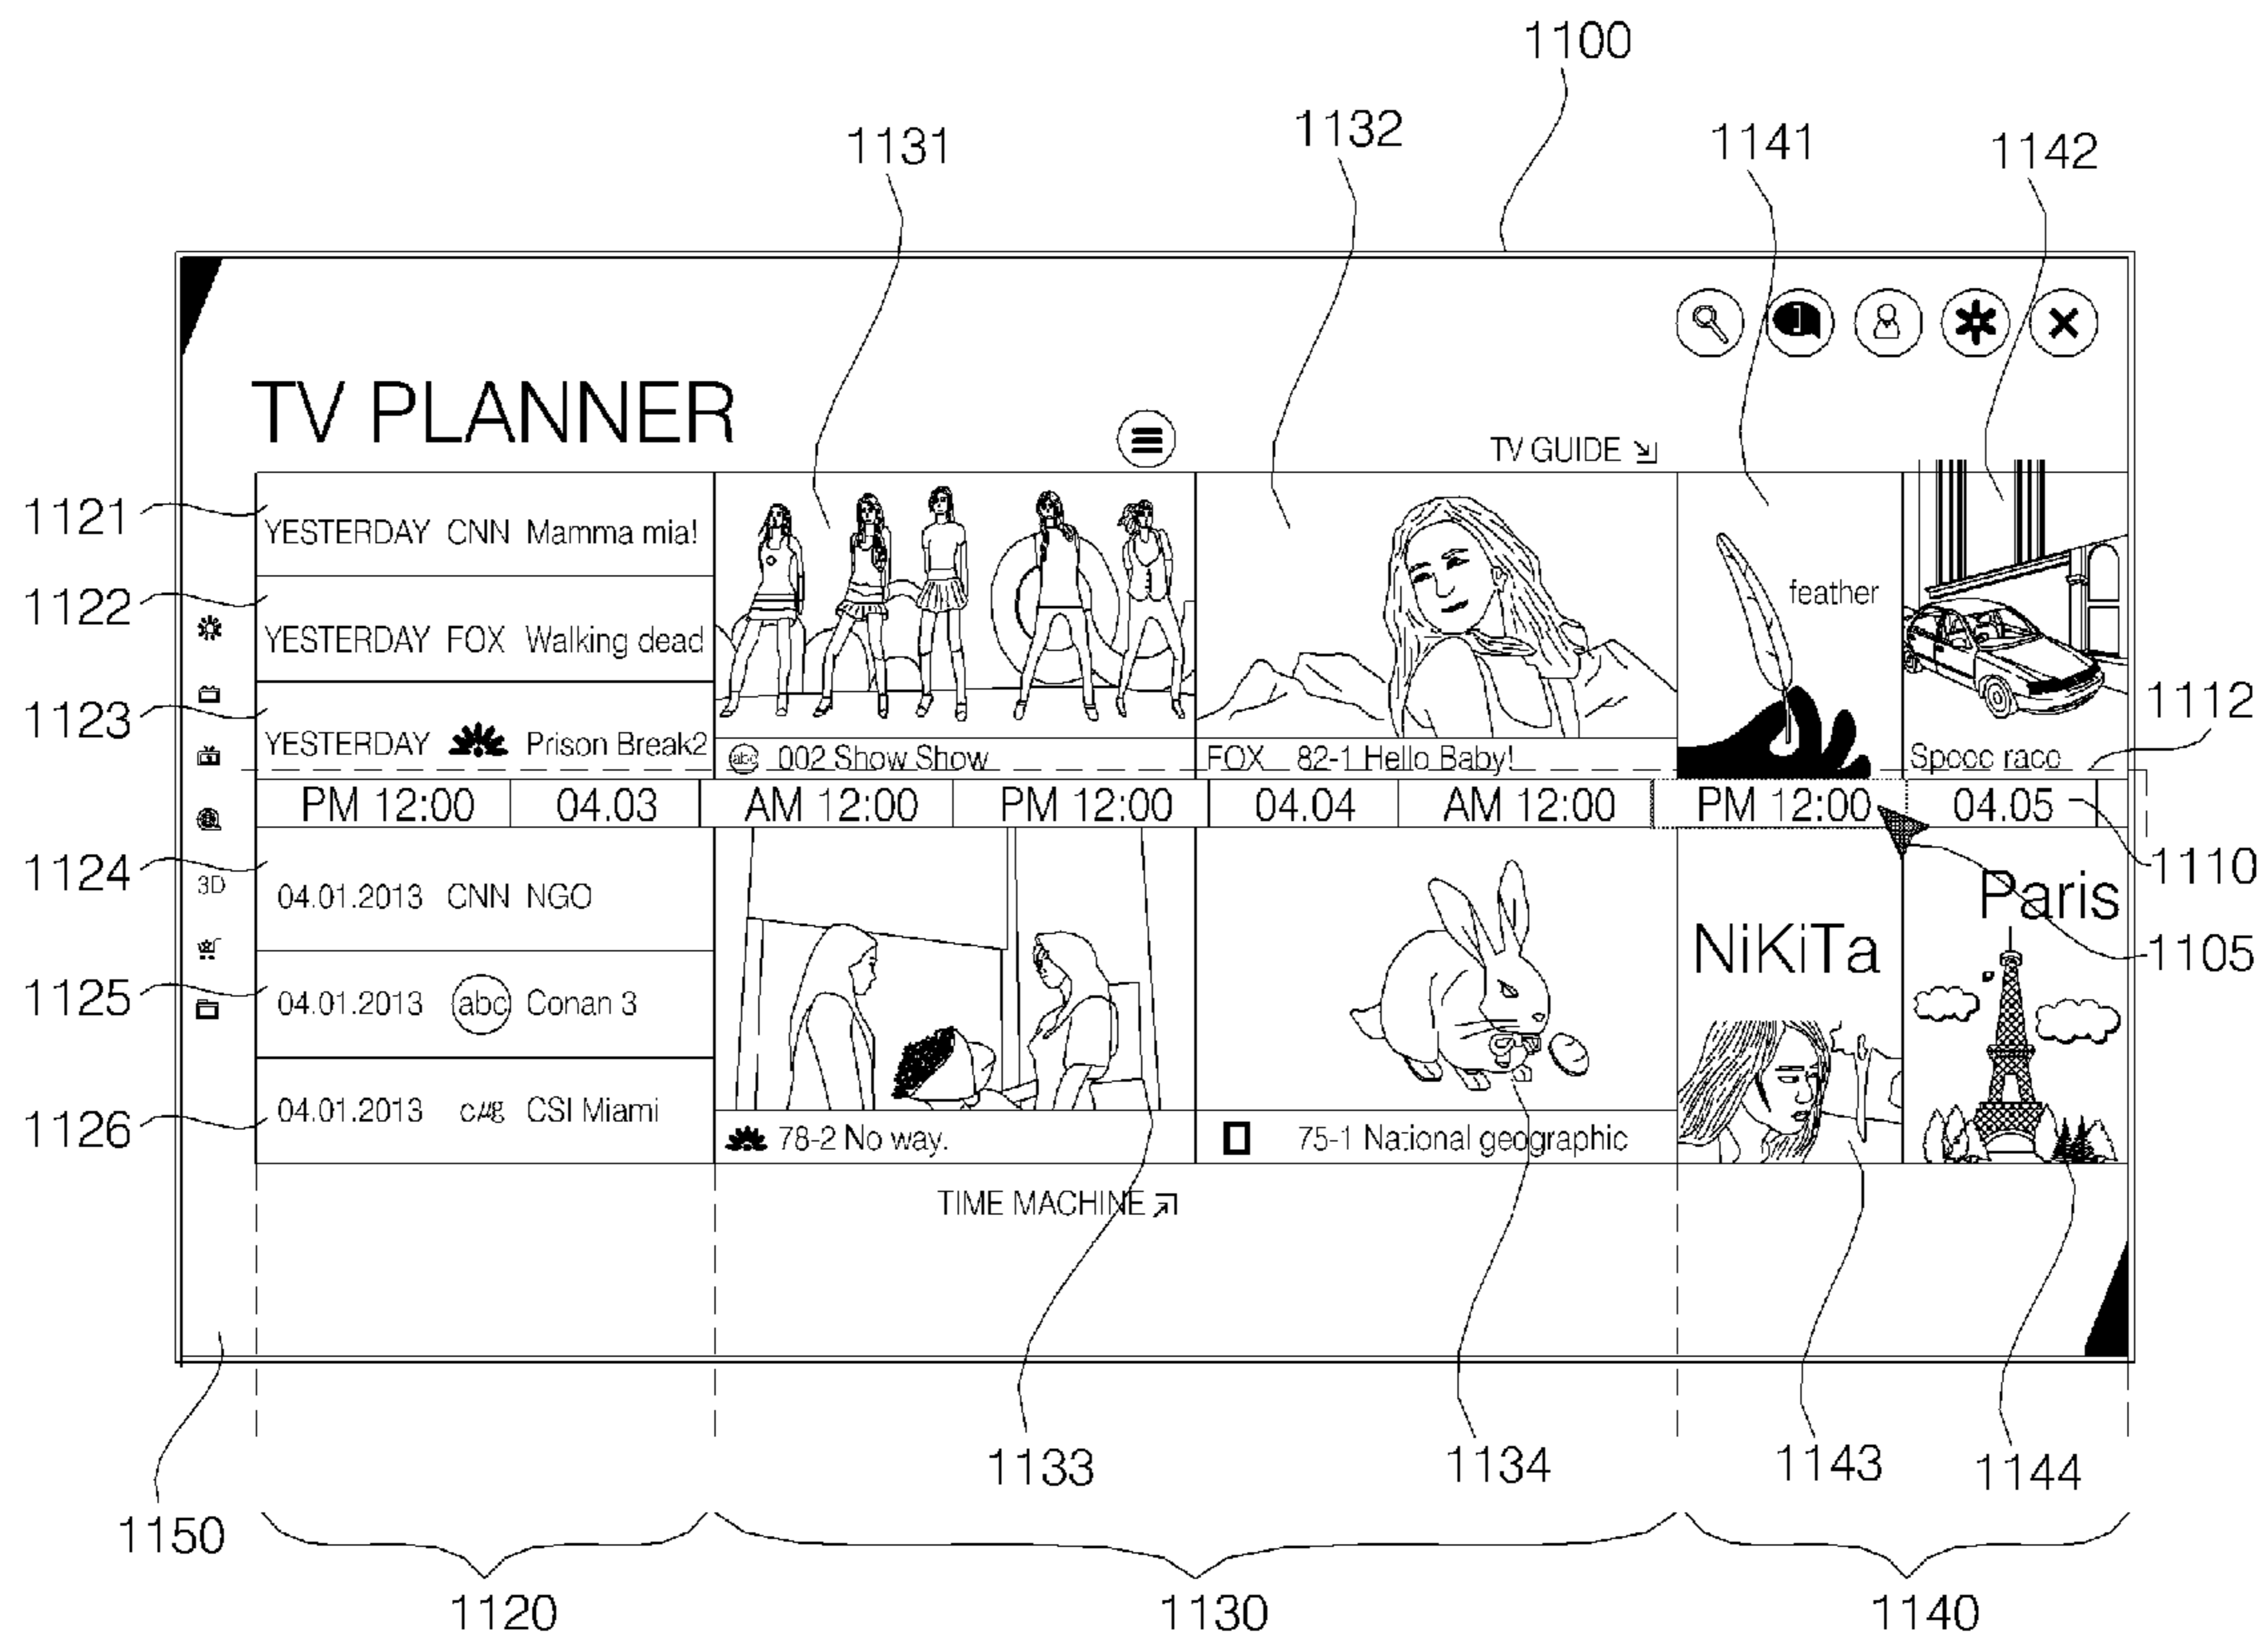 1100
1131
1132
1141
1142
TV PLANNER
TV GUIDE
1121
YESTERDAY CNN Mamma mia!
feather
1122
YESTERDAY FOX Walking dead
1112
1123
YESTERDAY Prison Break2
abc 002 Show Show
FOX 82-1 Hello Baby!
Spooc raco
PM 12:00 04.03 AM 12:00 PM 12:00 04.04 AM 12:00 PM 12:00 04.05
1110
1124
3D
04.01.2013 CNN NGO
Paris
NiKiTa
1105
1125
04.01.2013 abc Conan 3
1126
04.01.2013 CSI Miami
78-2 No way.
75-1 National geographic
TIME MACHINE
1133
1134
1143
1144
1150
1120
1130
1140